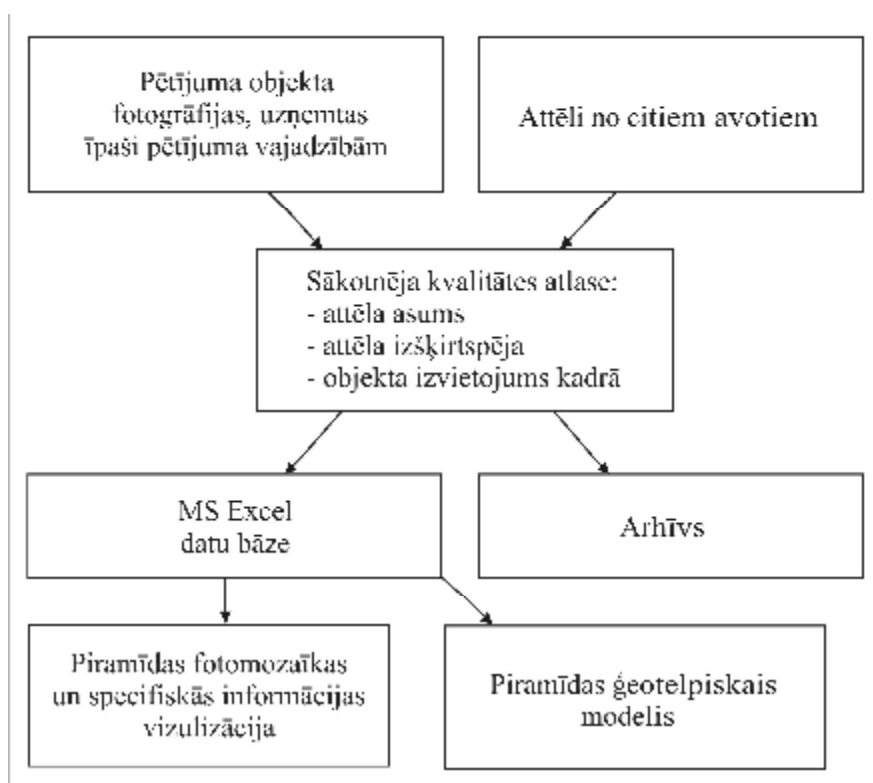 Pētījuma objekta
fotogrāfijas, uzņemtas
īpaši pētījuma vajadzībām
Attēli no citiem avotiem
Sākotnēja kvalitātes atlase:
- attēla asums
- attēla izšķirtspēja
- objekta izvietojums kadrā
MS Excel
datu bāze
Arhīvs
Piramīdas fotomozaīkas
un specifiskās informācijas
vizulizācija
Piramīdas ģeotelpiskais
modelis